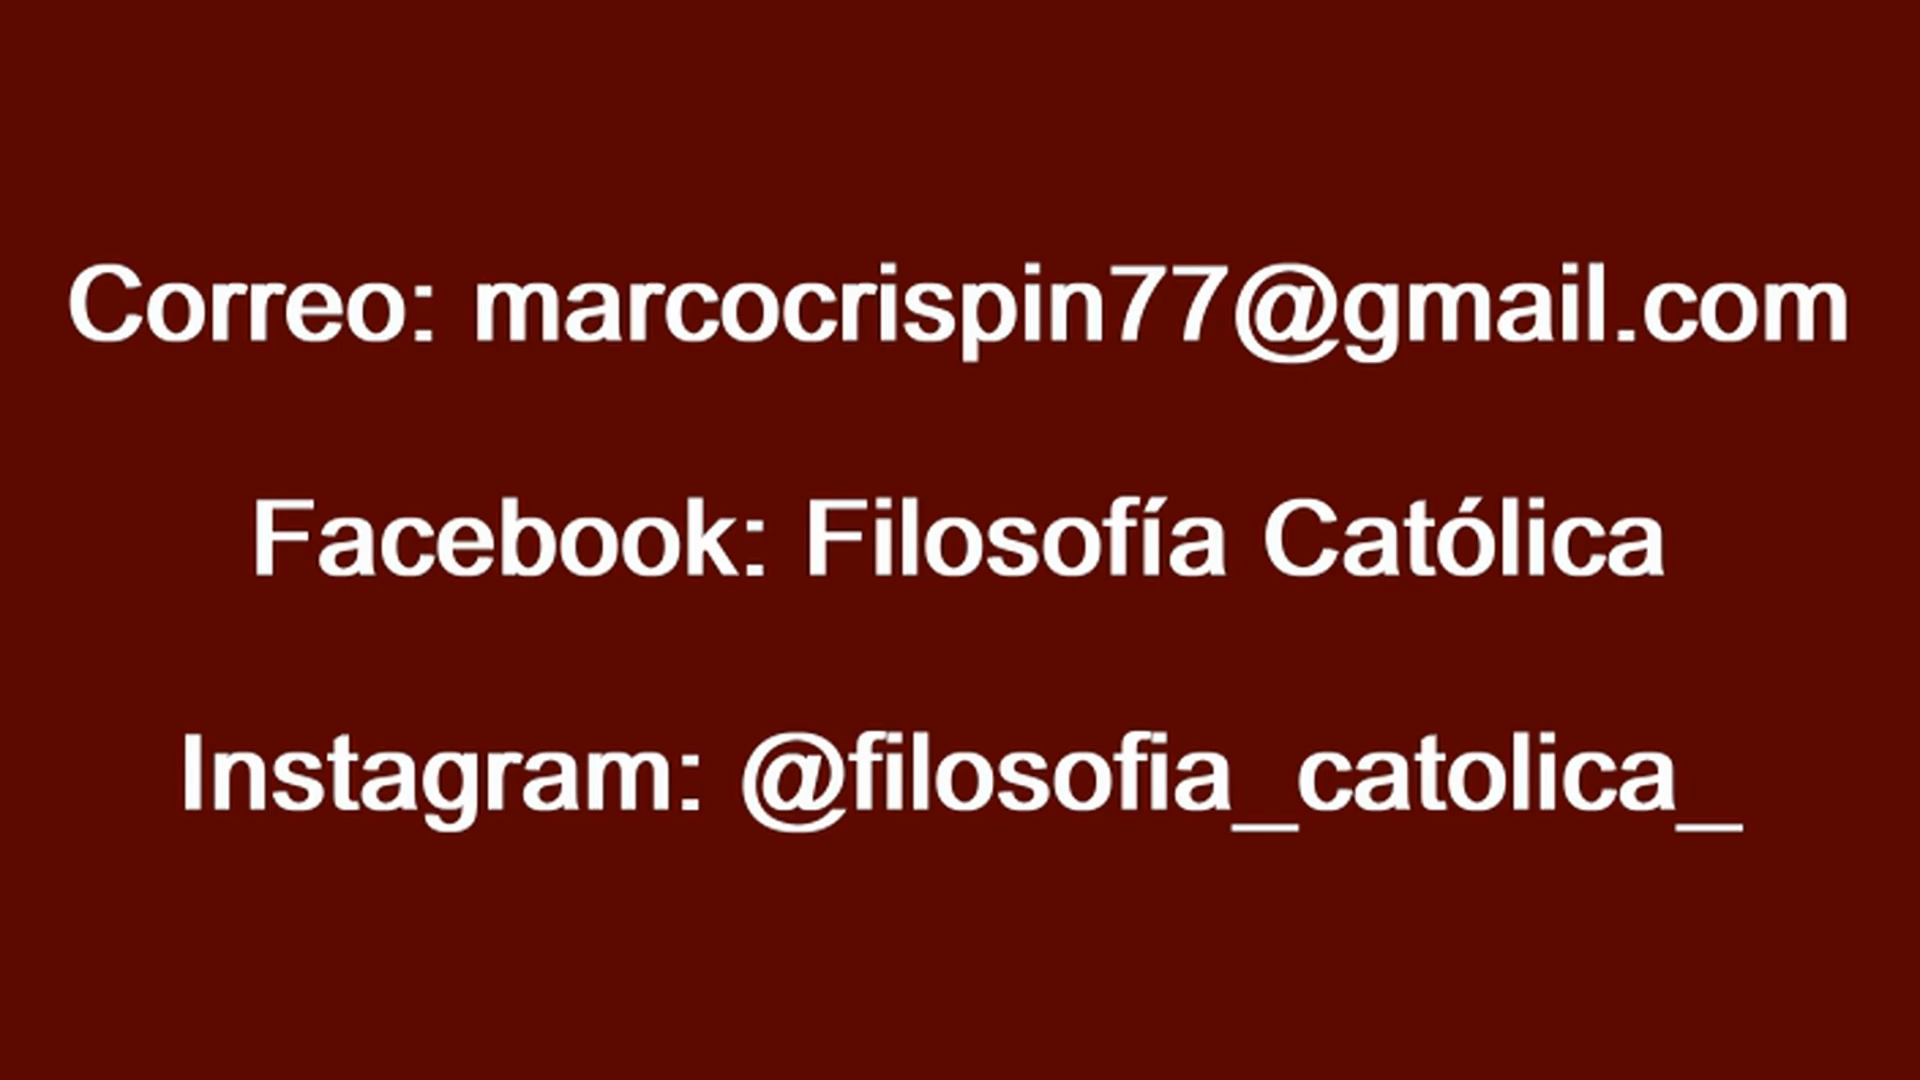 Correo: marcocrispin77@gmail.com
Facebook: Filosofía Católica
Instagram: @filosofia_catolica_